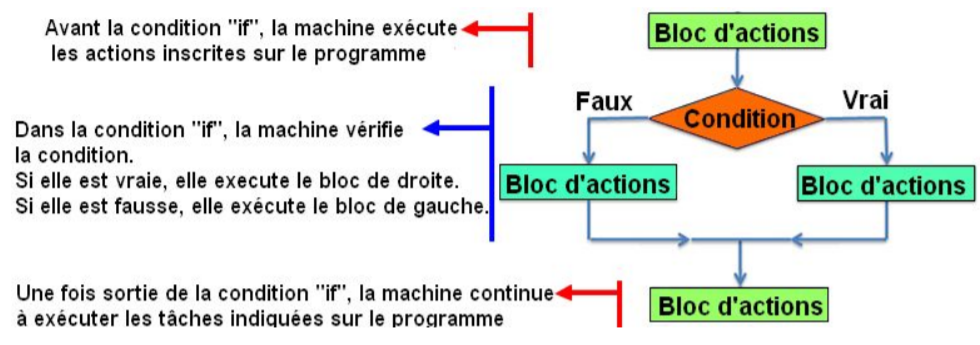 Avant la condition "if", la machine exécute
les actions inscrites sur le programme
Bloc d'actions
Faux
Vrai
Condition
Dans la condition "if", la machine vérifie
la condition.
Si elle est vraie, elle execute le bloc de droite.
Si elle est fausse, elle exécute le bloc de gauche.
Bloc d'actions
Bloc d'actions
Une fois sortie de la condition "if", la machine continue
à exécuter les tâches indiquées sur le programme
Bloc d'actions